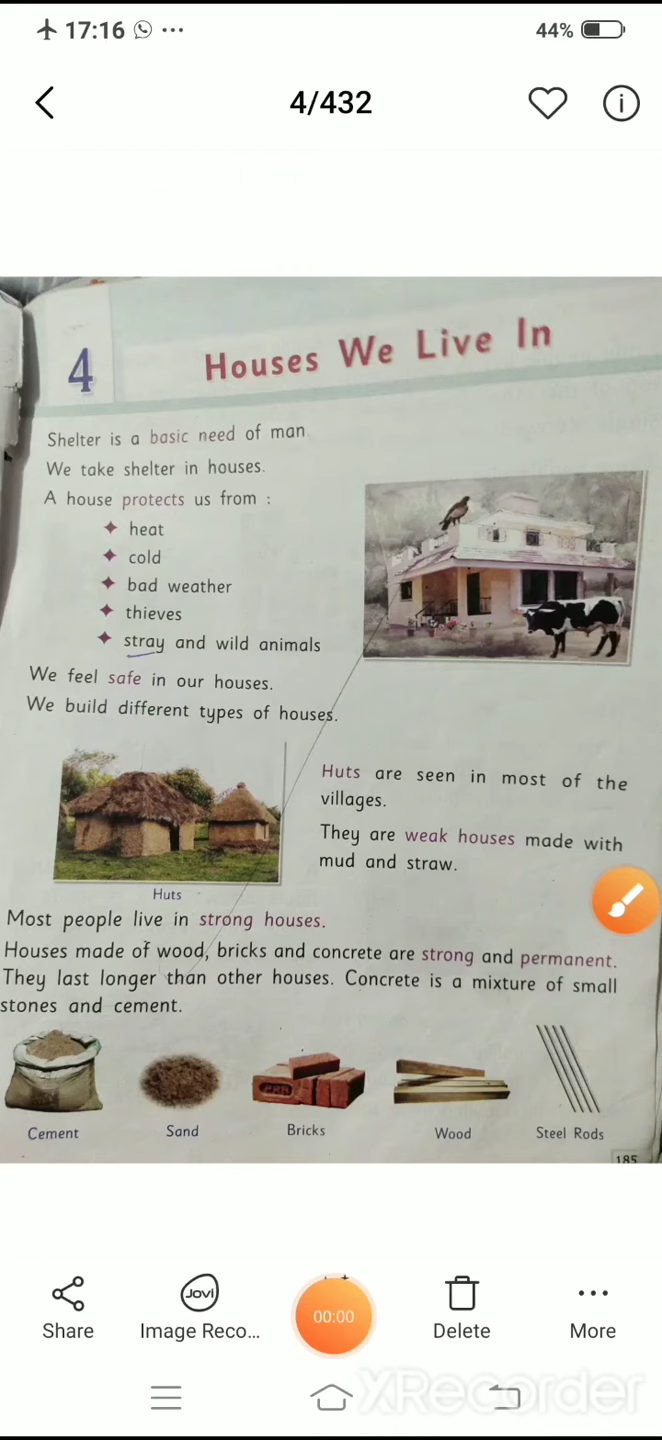 17:16
44%
4/432
4
Houses We Live In
Shelter is a basic need of man.
We take shelter in houses.
A house protects us from :
heat
cold
bad weather
thieves
stray and wild animals
We feel safe in our houses.
We build different types of houses.
Huts are seen in most of the
villages.
They are weak houses made with
mud and straw.
Huts
Most people live in strong houses.
Houses made of wood, bricks and concrete are strong and permanent.
They last longer than other houses. Concrete is a mixture of small
stones and cement.
Cement
Sand
Bricks
Wood
Steel Rods
185
Share
Jovi
Image Reco...
00:00
Delete
More
XRecorder